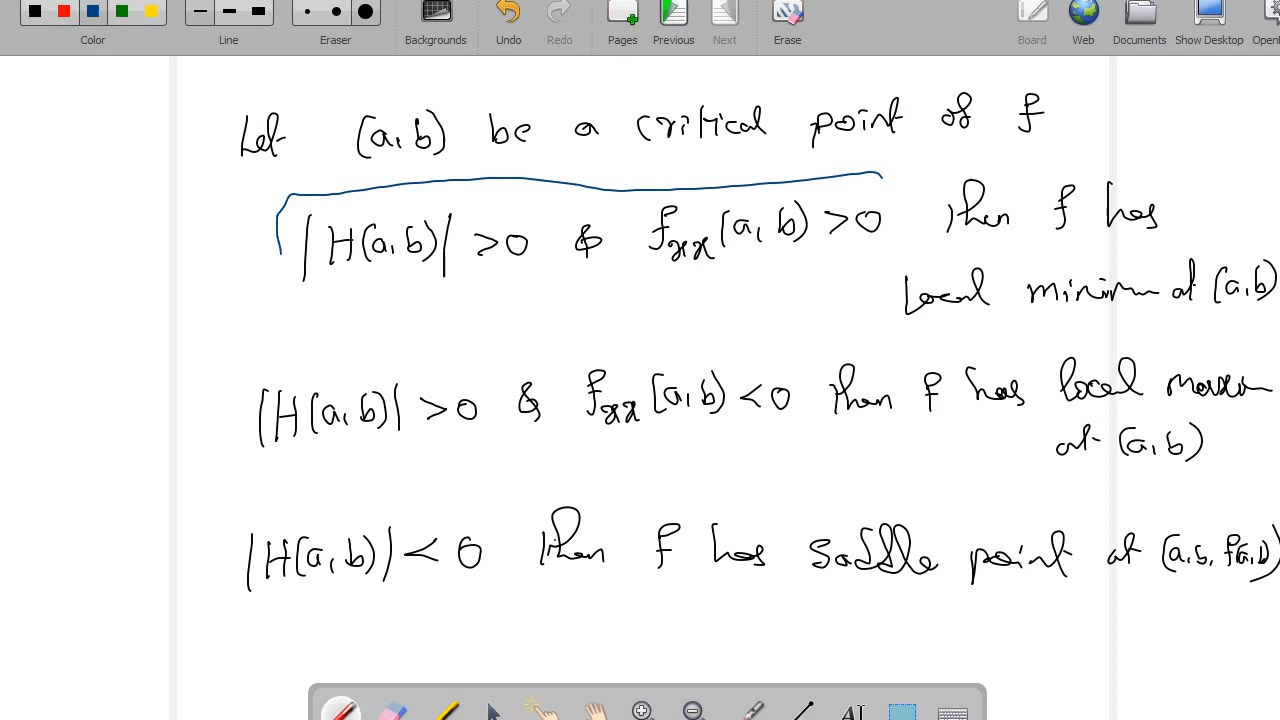 Color Line Eraser Backgrounds Undo Redo Pages Previous Next Erase Board Web Documents Show Desktop
Let (a,b) be a critical point of f
|H(a,b)| >0 & fxx(a,b) >0 then f has
local minimum at (a,b)
|H(a,b)| >0 & fxx(a,b) <0 then f has local
at (a,b)
|H(a,b)| < 0 then f has saddle point at (a,b, f(a,b)